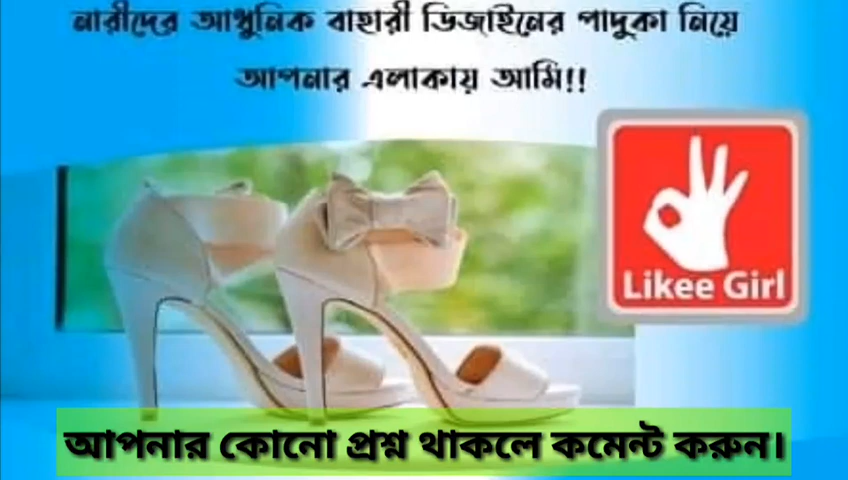 নারীদের আধুনিক বাহারী ডিজাইনের পাদুকা নিয়ে
আপনার এলাকায় আমি!!
Likee Girl
আপনার কোনো প্রশ্ন থাকলে কমেন্ট করুন।